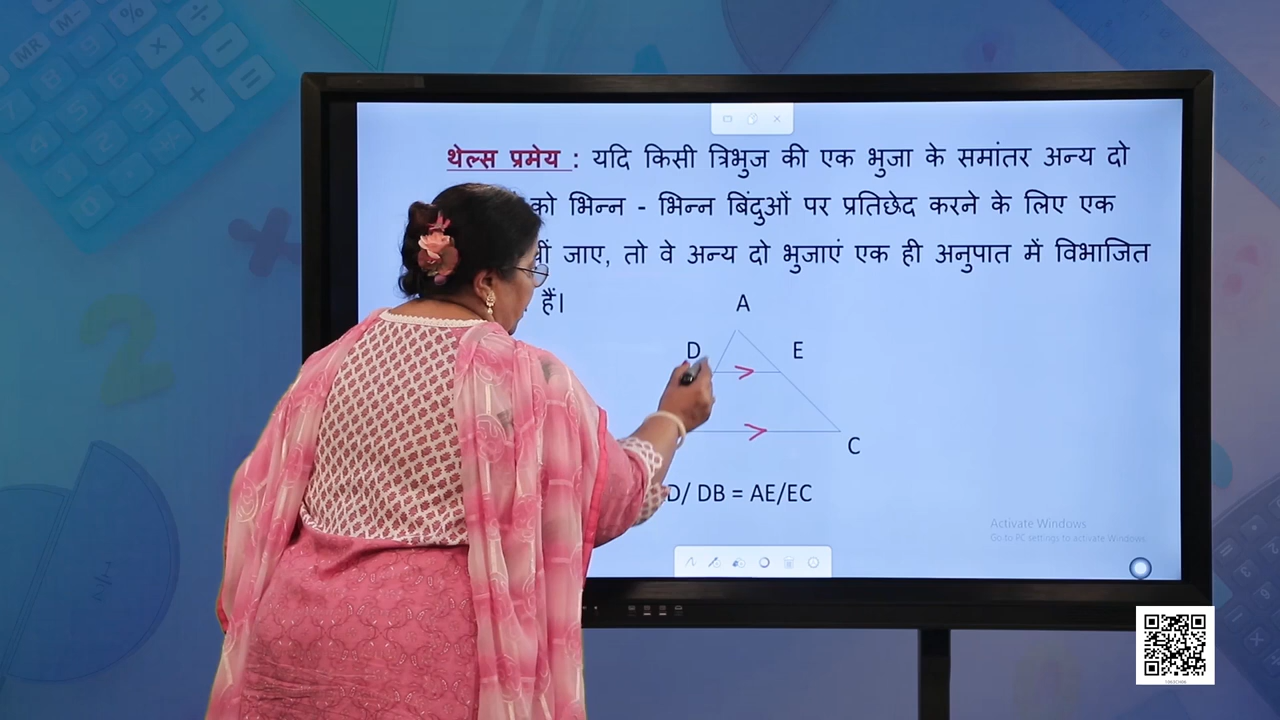 थेल्स प्रमेय : यदि किसी त्रिभुज की एक भुजा के समांतर अन्य दो
को भिन्न - भिन्न बिंदुओं पर प्रतिछेद करने के लिए एक
जाए, तो वे अन्य दो भुजाएं एक ही अनुपात में विभाजित
हैं।
A
D E
C
D/ DB = AE/EC
Activate Windows
Go to PC settings to activate Windows.